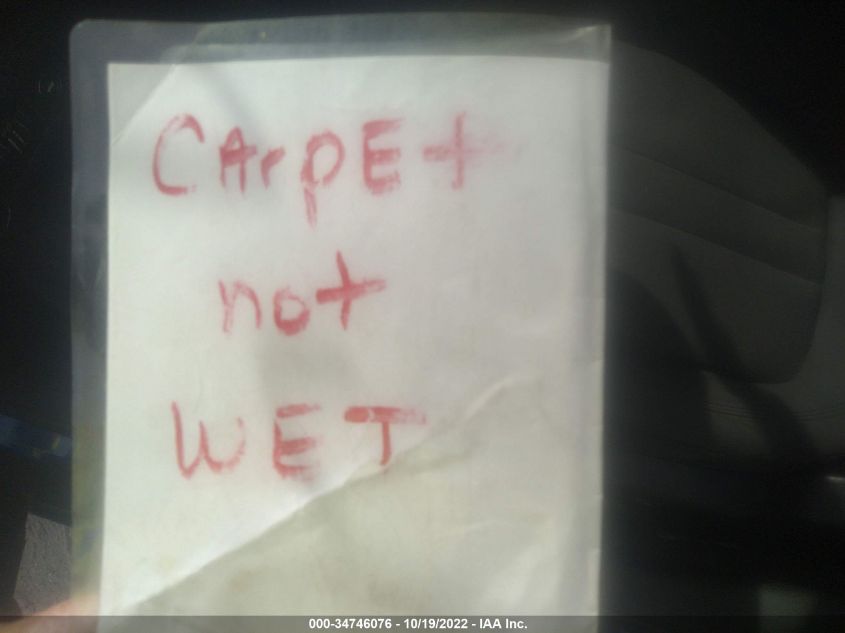 CArpEt
not
WET
000-34746076 - 10/19/2022 - IAA Inc.